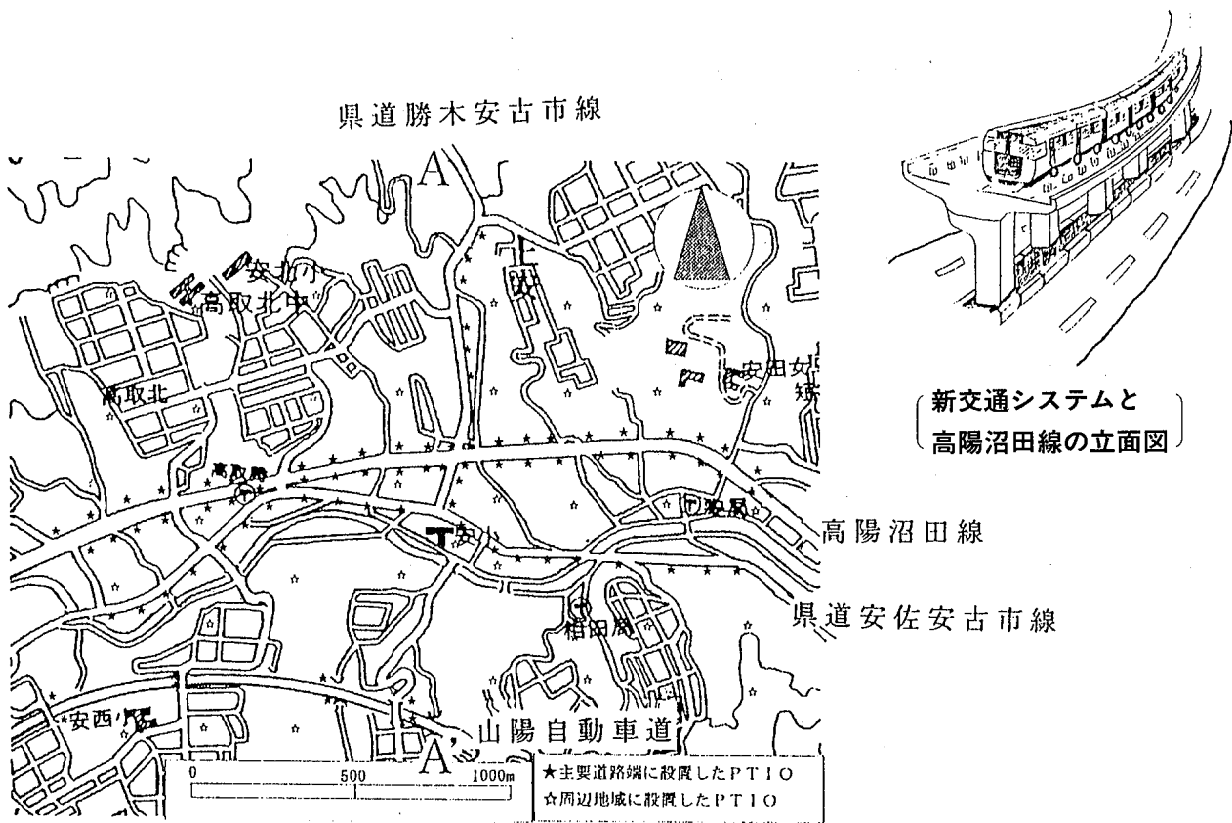 県道勝木安古市線
A
安北小
高取北中
高取北
安田女
短
高取
新交通システムと
高陽沼田線の立面図
安小
高陽沼田線
県道安佐安古市線
相田局
安西小
山陽自動車道
A'
0 500 1000m
★主要道路端に設置したPTIO
☆周辺地域に設置したPTIO